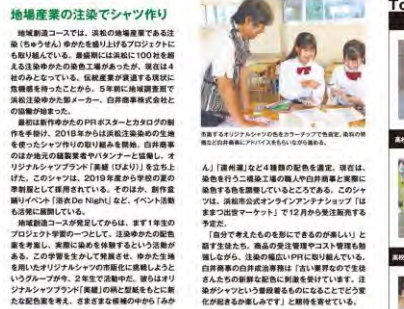 地場産業の注染でシャツ作り
地域創造コースでは、浜松の地場産業である注
染(ちゅうせん)ゆかたを盛り上げるプロジェクトに
も取り組んでいる。最盛期には浜松に100社を超
える注染ゆかたの染色工場があったが、現在は4
社のみとなっている。伝統産業が衰退する現状に
危機感を持ったことから、5年前に地域調査班で
浜松注染ゆかた卸メーカー、白井商事株式会社と
の協働が始まった。
最初は新作ゆかたのPRポスターとカタログの制
作を手掛け、2018年からは浜松注染染めの生地
を使ったシャツ作りの取り組みを開始。白井商事
のほか地元の縫製業者やパタンナーと協働し、オ
リジナルシャツブランド「美縒(びより)」を立ち上
げた。このシャツは、2019年度から学校の夏の
準制服として採用されている。そのほか、創作盆
踊りイベント「浴衣De Night」など、イベント活動
も活発に展開している。
地域創造コースが発足してからは、まず1年生の
プロジェクト学習の一つとして、注染ゆかたの配色
案を考案し、実際に染めを体験するという活動が
ある。この学習を生かして発展させ、ゆかた生地
を用いたオリジナルシャツの市販化に挑戦しようと
いうグループが今、2年生で活動中だ。彼らはオリ
ジナルシャツブランド「美縒」の柄と型紙をもとに新
たな配色案を考え、さまざまな候補の中から「みか
市販するオリジナルシャツの色をカラーチップで色選定。染料の特
徴など白井商事にアドバイスをもらいながら進める。
ん」「遠州灘」など4種類の配色を選定。現在は、
染色を行う二橋染工場の職人や白井商事と実際に
染色する色を調整しているところである。このシャ
ツは、浜松市公式オンラインアンテナショップ「は
ままつ出世マーケット」で12月から受注販売する
予定だ。
「自分で考えたものを形にできるのが楽しい」と
話す生徒たち。商品の受注管理やコスト管理も勉
強しながら、注染の幅広いPRに取り組んでいる。
白井商事の白井成治専務は「古い業界なので生徒
さんたちの新鮮な配色に刺激を受けています。注
染がシャツという普段着るものになることでどう変
化が起きるか楽しみです」と期待を寄せている。